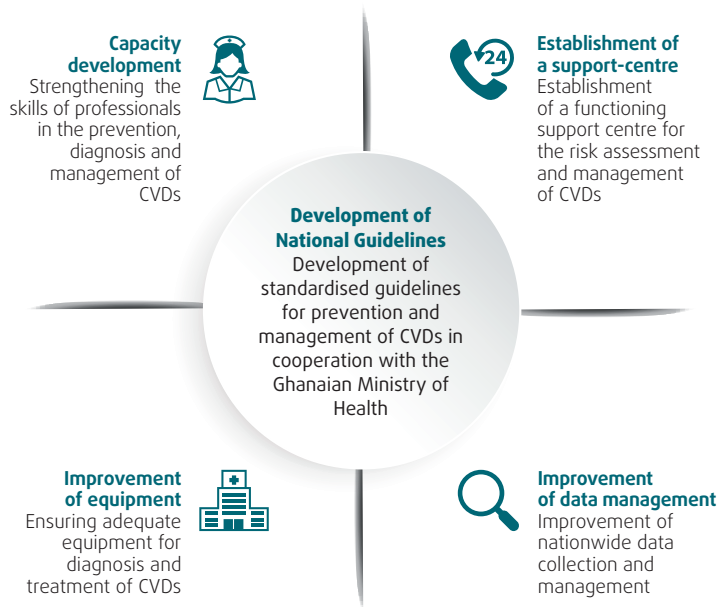 Capacity
development
Strengthening the
skills of professionals
in the prevention,
diagnosis and
management of
CVDs
24
Establishment of
a support-centre
Establishment
of a functioning
support centre for
the risk assessment
and management
of CVDs
Development of
National Guidelines
Development of
standardised guidelines
for prevention and
management of CVDs in
cooperation with the
Ghanaian Ministry of
Health
Improvement
of equipment
Ensuring adequate
equipment for
diagnosis and
treatment of CVDs
Improvement
of data management
Improvement of
nationwide data
collection and
management